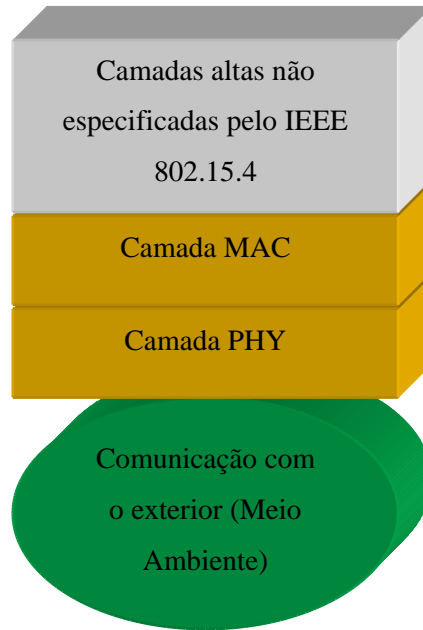 Camadas altas não
especificadas pelo IEEE
802.15.4
Camada MAC
Camada PHY
Comunicação com
o exterior (Meio
Ambiente)